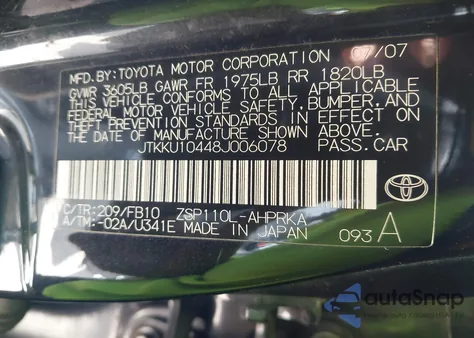 MFD.BY: TOYOTA MOTOR CORPORATION 07/07
GVWR 3605LB GAWR FR 1975LB RR 1820LB
THIS VEHICLE CONFORMS TO ALL APPLICABLE
FEDERAL MOTOR VEHICLE SAFETY, BUMPER, AND
THEFT PREVENTION STANDARDS IN EFFECT ON
THE DATE OF MANUFACTURE SHOWN ABOVE.
JTKKU10448J006078 PASS.CAR
C/TR:209/FB10 ZSP110L-AHPRKA
A/TM:-02A/U341E MADE IN JAPAN 093 A
TOYOTA
autaSnap